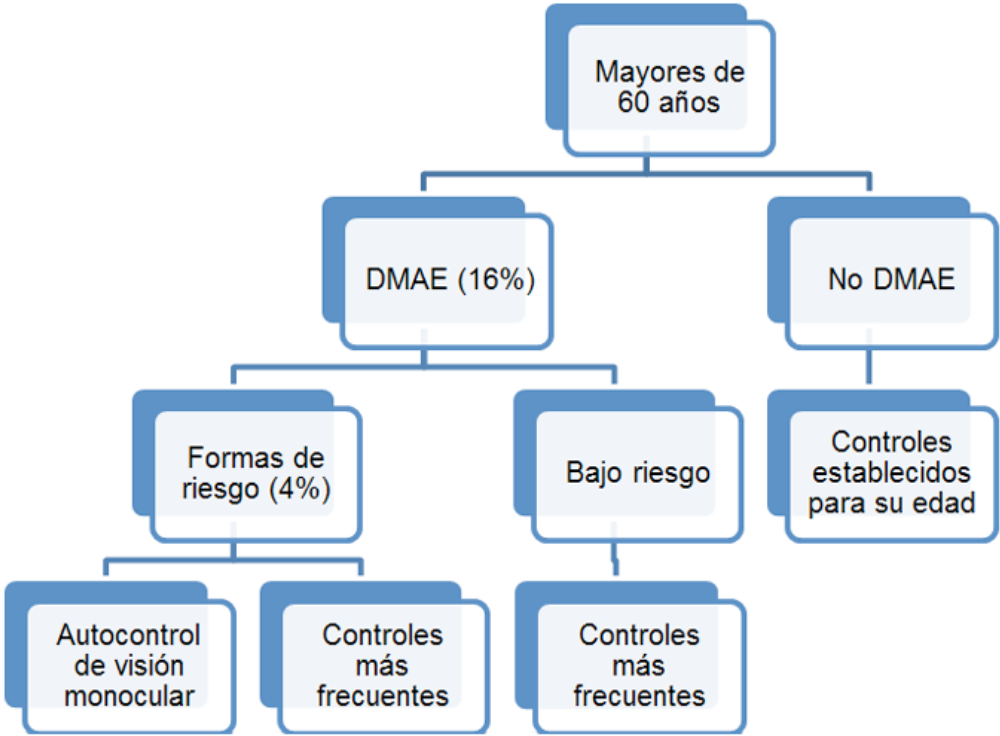 Mayores de
60 años
DMAE (16%)
No DMAE
Formas de
riesgo (4%)
Bajo riesgo
Controles
establecidos
para su edad
Autocontrol
de visión
monocular
Controles
más
frecuentes
Controles
más
frecuentes